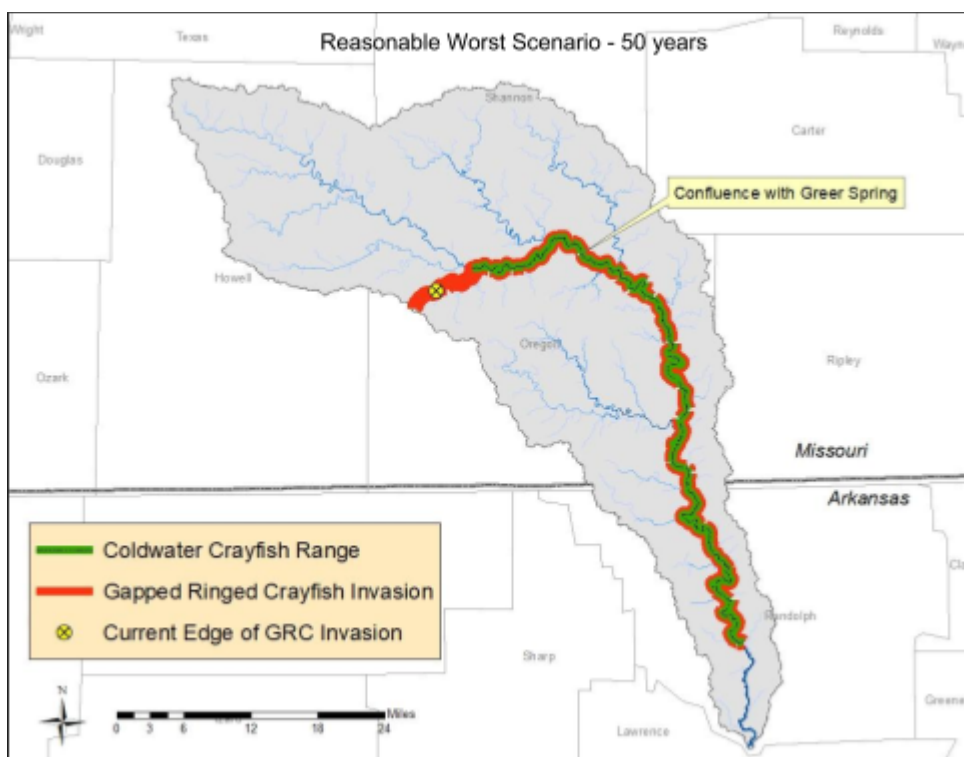 Wright
Texas
Reasonable Worst Scenario - 50 years
Reynolds
Shannon
Carter
Douglas
Confluence with Greer Spring
Howell
Oregon
Ripley
Ozark
Missouri
Arkansas
Coldwater Crayfish Range
Gapped Ringed Crayfish Invasion
Current Edge of GRC Invasion
Randolph
Sharp
N
Miles
0 3 6 12 18 24
Lawrence